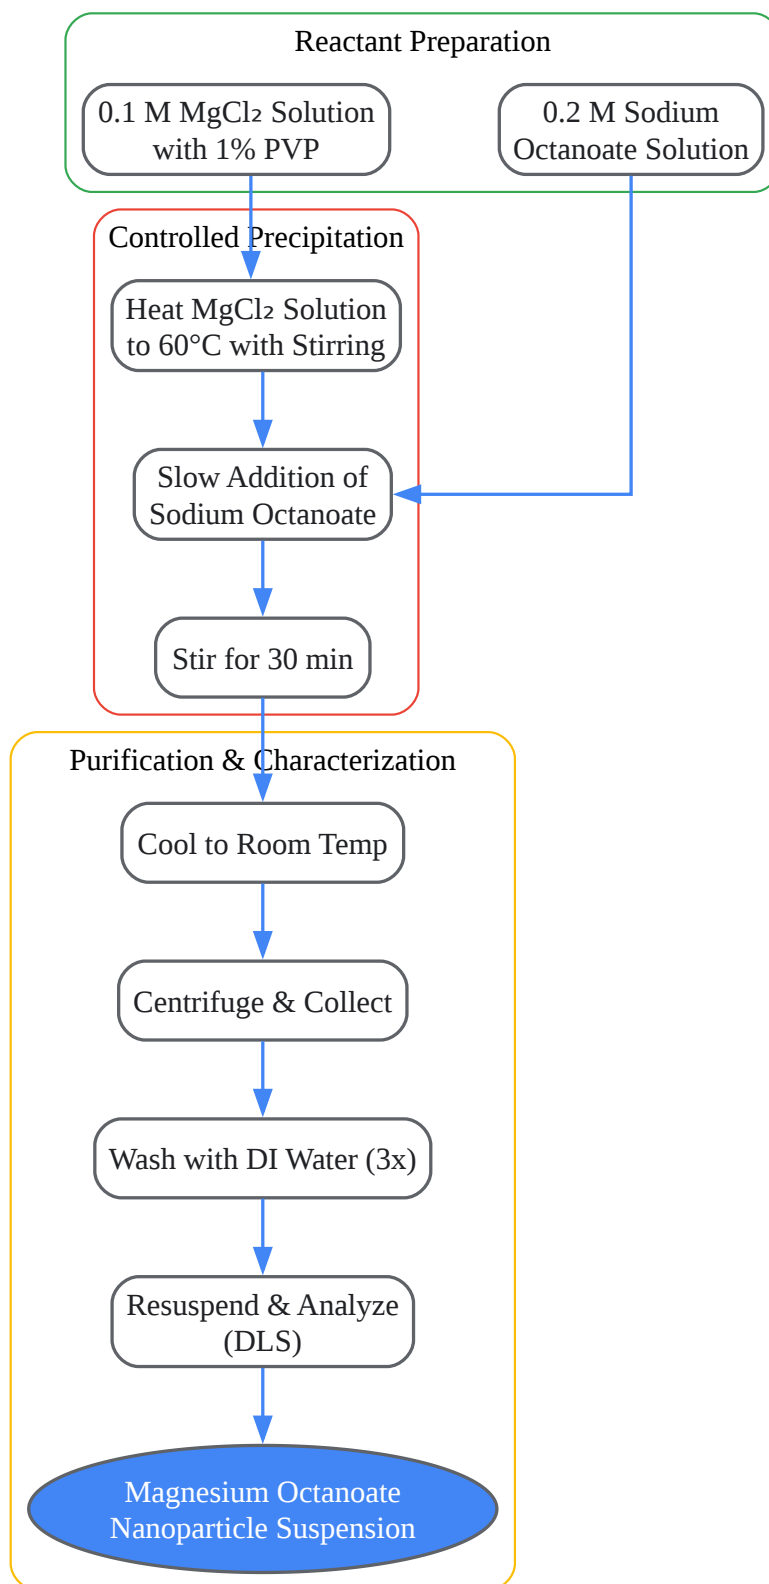 Reactant Preparation
0.1 M MgCl₂ Solution
with 1% PVP
0.2 M Sodium
Octanoate Solution
Controlled Precipitation
Heat MgCl₂ Solution
to 60°C with Stirring
Slow Addition of
Sodium Octanoate
Stir for 30 min
Purification & Characterization
Cool to Room Temp
Centrifuge & Collect
Wash with DI Water (3x)
Resuspend & Analyze
(DLS)
Magnesium Octanoate
Nanoparticle Suspension